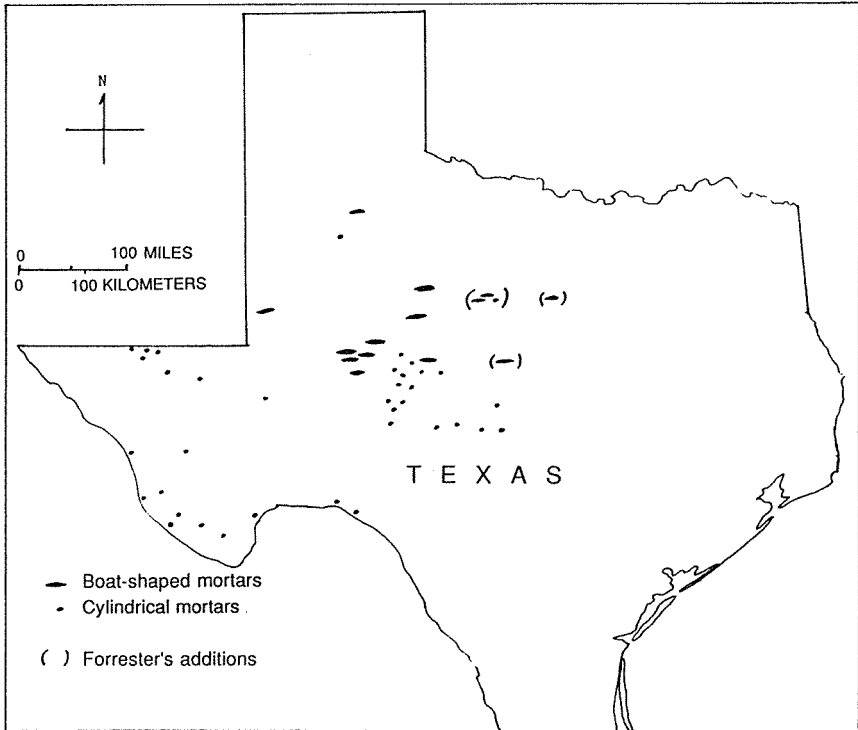 N
0 100 MILES
0 100 KILOMETERS
T E X A S
Boat-shaped mortars
Cylindrical mortars
( ) Forrester's additions